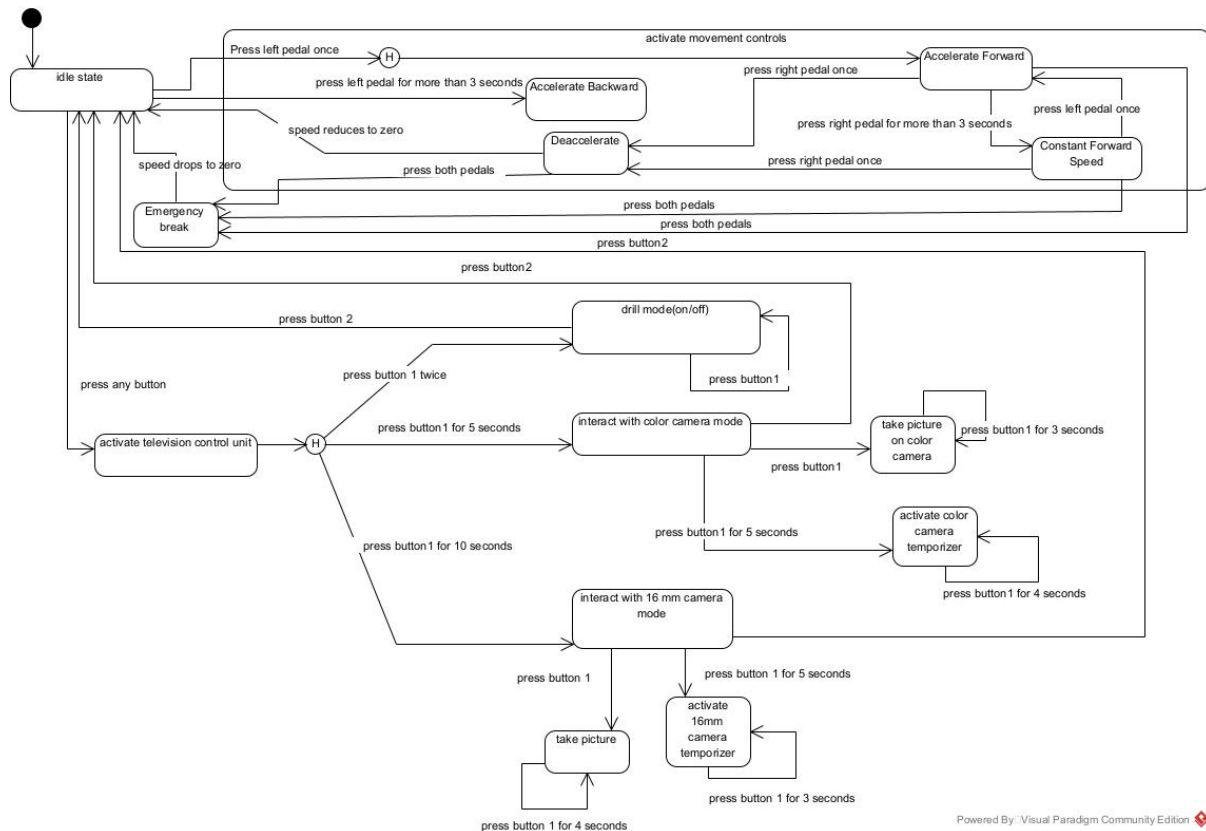 activate movement controls
Press left pedal once
H
Accelerate Forward
idle state
press left pedal for more than 3 seconds
Accelerate Backward
press right pedal once
press left pedal once
speed reduces to zero
Deaccelerate
press right pedal for more than 3 seconds
Constant Forward
Speed
speed drops to zero
press both pedals
press right pedal once
Emergency
break
press both pedals
press both pedals
press button2
press button2
drill mode(on/off)
press button 2
press button 1 twice
press button1
press any button
activate television control unit
H
press button1 for 5 seconds
interact with color camera mode
take picture
on color
camera
press button1 for 3 seconds
press button1
press button1 for 5 seconds
activate color
camera
temporizer
press button1 for 10 seconds
press button1 for 4 seconds
interact with 16 mm camera
mode
press button 1
press button 1 for 5 seconds
activate
16mm
camera
temporizer
take picture
press button 1 for 3 seconds
press button 1 for 4 seconds
Powered By Visual Paradigm Community Edition